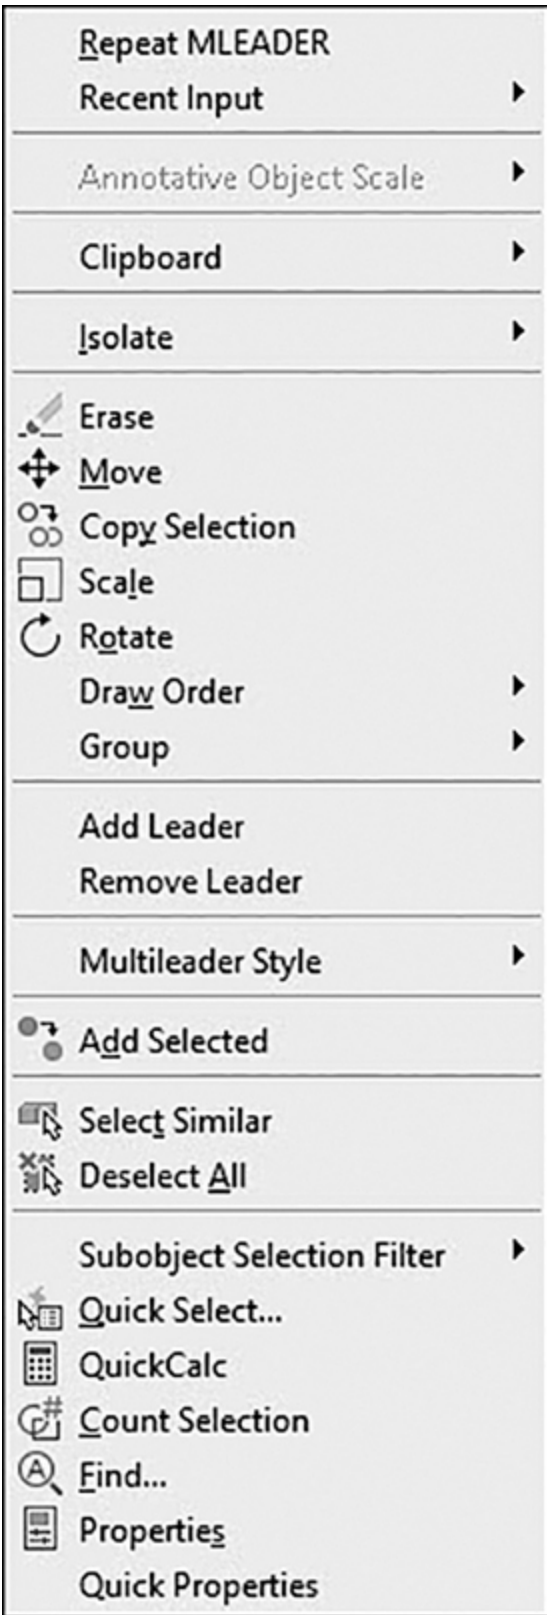 Repeat MLEADER
Recent Input
Annotative Object Scale
Clipboard
Isolate
Erase
Move
Copy Selection
Scale
Rotate
Draw Order
Group
Add Leader
Remove Leader
Multileader Style
Add Selected
Select Similar
Deselect All
Subobject Selection Filter
Quick Select...
QuickCalc
Count Selection
Find...
Properties
Quick Properties